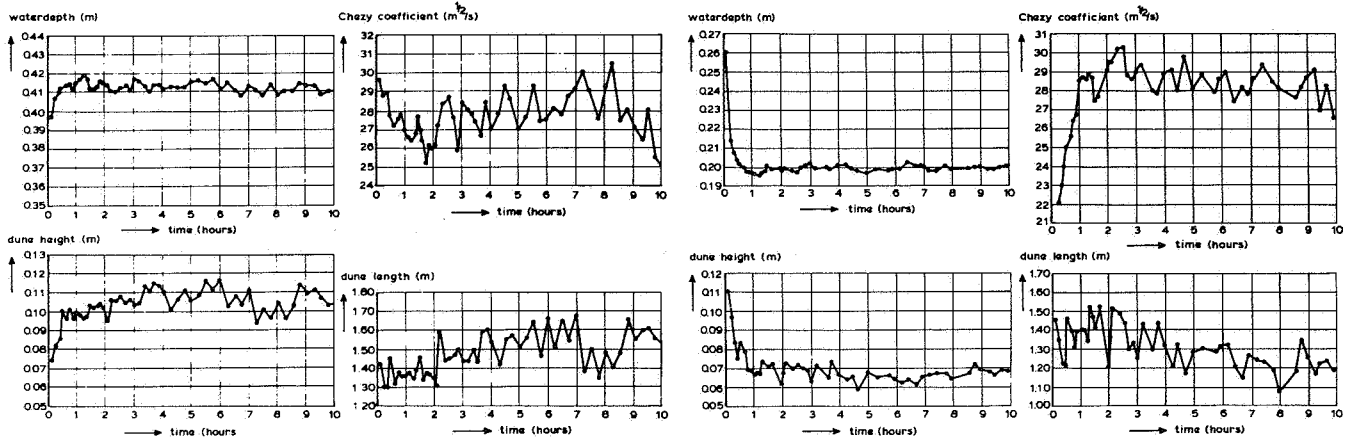 waterdepth (m)
0.44
0.43
0.42
0.41
0.40
0.39
0.38
0.37
0.36
0.35
0 1 2 3 4 5 6 7 8 9 10
time (hours)
Chezy coefficient (m½/s)
32
31
30
29
28
27
26
25
24
0 1 2 3 4 5 6 7 8 9 10
time (hours)
waterdepth (m)
0.27
0.26
0.25
0.24
0.23
0.22
0.21
0.20
0.19
0 1 2 3 4 5 6 7 8 9 10
time (hours)
Chezy coefficient (m½/s)
31
30
29
28
27
26
25
24
23
22
21
0 1 2 3 4 5 6 7 8 9 10
time (hours)
dune height (m)
0.13
0.12
0.11
0.10
0.09
0.08
0.07
0.06
0.05
0 1 2 3 4 5 6 7 8 9 10
time (hours
dune length (m)
1.80
1.70
1.60
1.50
1.40
1.30
1 20
0 1 2 3 4 5 6 7 8 9 10
time (hours)
dune height (m)
0.12
0.11
0.10
0.09
0.08
0.07
0.06
0.05
0 1 2 3 4 5 6 7 8 9 10
time (hours)
dune length (m)
1.70
1.60
1.50
1.40
1.30
1.20
1.10
1.00
0 1 2 3 4 5 6 7 8 9 10
time (hours)